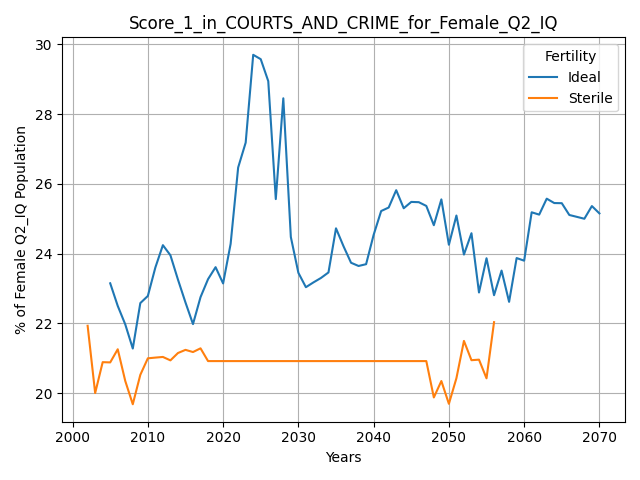 Score_1_in_COURTS_AND_CRIME_for_Female_Q2_IQ
% of Female Q2_IQ Population
30
28
26
24
22
20
Fertility
Ideal
Sterile
2000 2010 2020 2030 2040 2050 2060 2070
Years